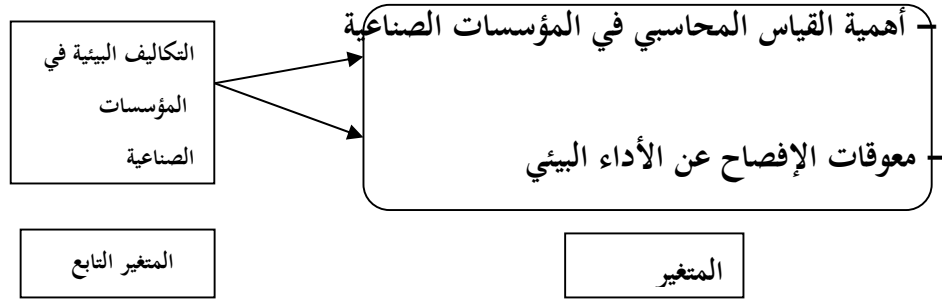 – أهمية القياس المحاسبي في المؤسسات الصناعية
– معوقات الإفصاح عن الأداء البيئي
التكاليف البيئية في
المؤسسات
الصناعية
المتغير
المتغير التابع